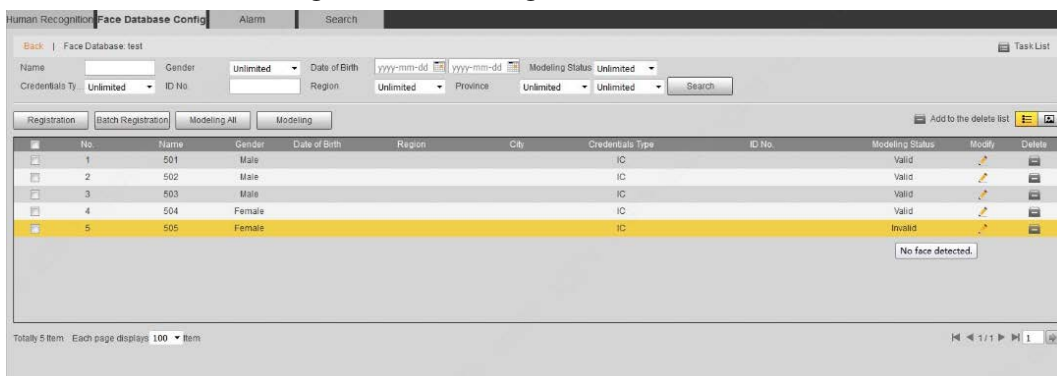 Human Recognition Face Database Config Alarm Search
Back | Face Database: test Task List
Name Gender Unlimited Date of Birth yyyy-mm-dd yyyy-mm-dd Modeling Status Unlimited
Credentials Ty... Unlimited ID No. Region Unlimited Province Unlimited Unlimited Search
Registration Batch Registration Modeling All Modeling Add to the delete list
No. Name Gender Date of Birth Region City Credentials Type ID No. Modeling Status Modify Delete
1 501 Male IC Valid
2 502 Male IC Valid
3 503 Male IC Valid
4 504 Female IC Valid
5 505 Female IC Invalid
No face detected.
Totally 5 Item Each page displays 100 Item 1/1 1